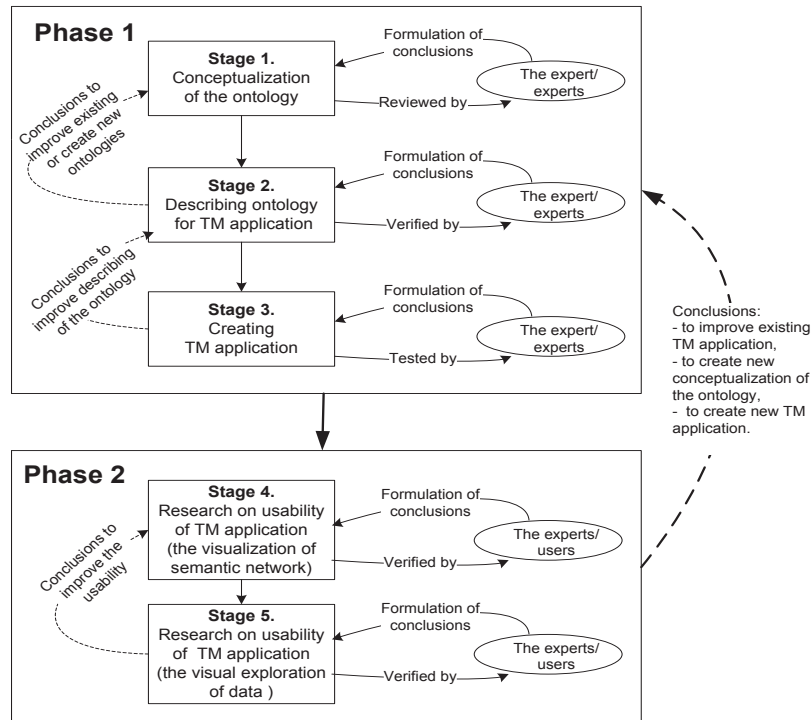 Phase 1
Stage 1.
Conceptualization
of the ontology
Formulation of
conclusions
The expert/
experts
Reviewed by
Conclusions to
improve existing
or create new
ontologies
Stage 2.
Describing ontology
for TM application
Formulation of
conclusions
The expert/
experts
Verified by
Conclusions to
improve describing
of the ontology
Stage 3.
Creating
TM application
Formulation of
conclusions
The expert/
experts
Tested by
Conclusions:
- to improve existing
TM application,
- to create new
conceptualization of
the ontology,
- to create new TM
application.
Phase 2
Stage 4.
Research on usability
of TM application
(the visualization of
semantic network)
Formulation of
conclusions
The experts/
users
Verified by
Conclusions to
improve the
usability
Stage 5.
Research on usability
of TM application
(the visual exploration
of data )
Formulation of
conclusions
The experts/
users
Verified by